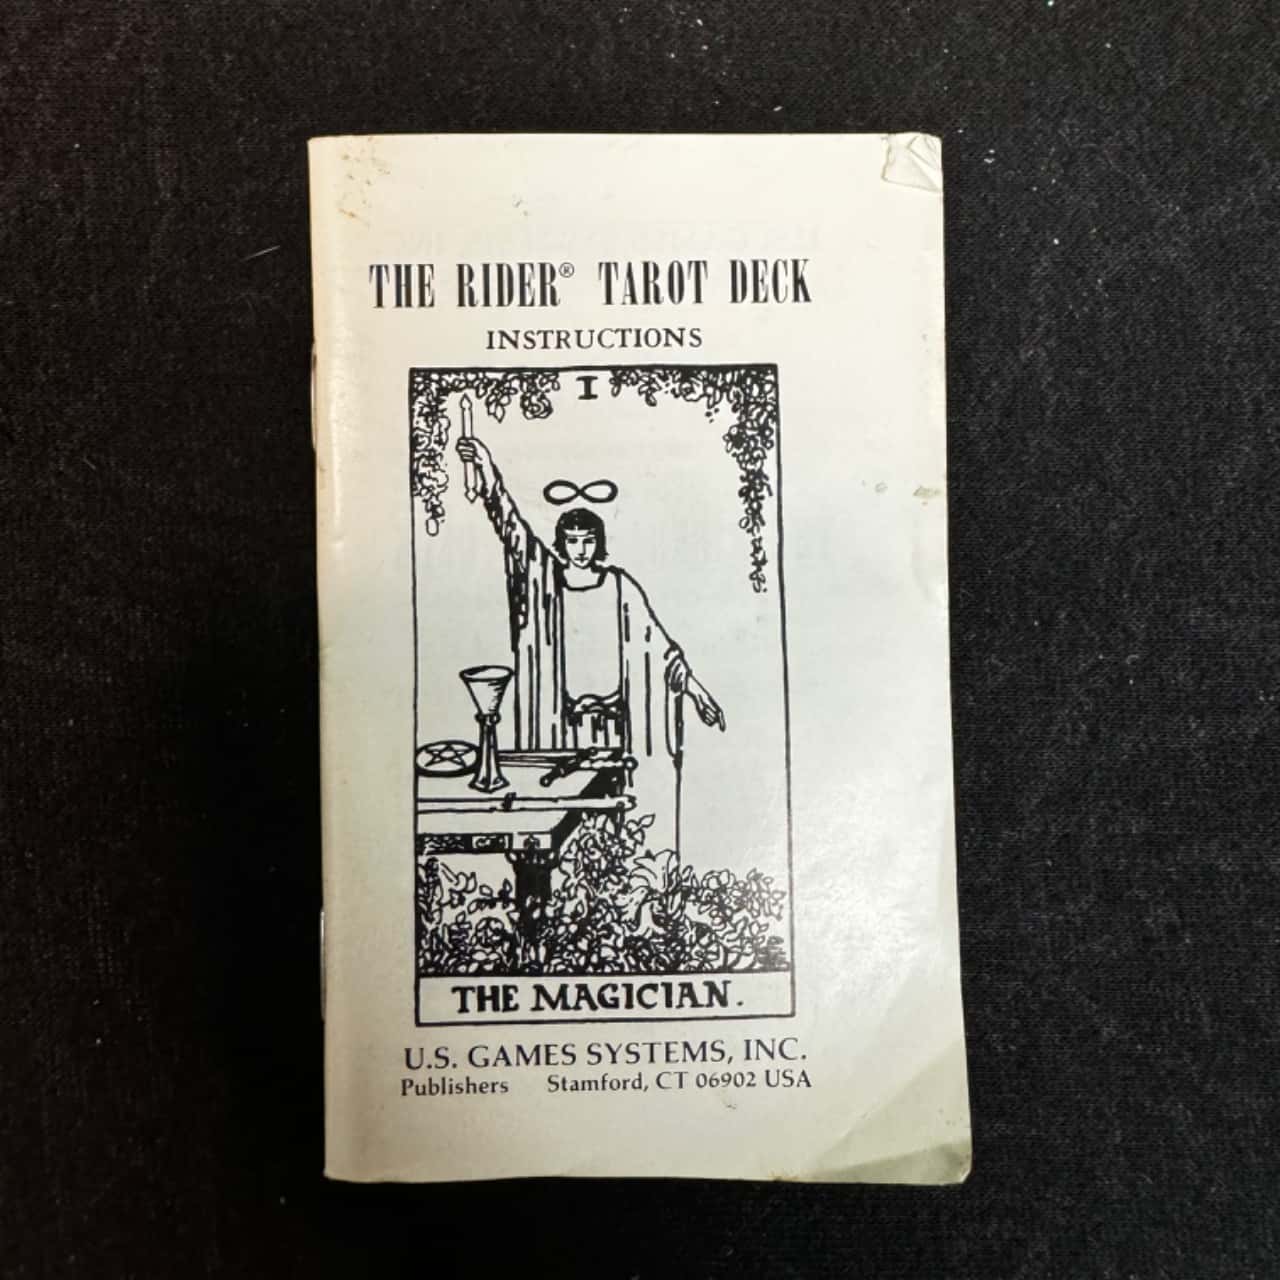 THE RIDER® TAROT DECK
INSTRUCTIONS
I
THE MAGICIAN.
U.S. GAMES SYSTEMS, INC.
Publishers Stamford, CT 06902 USA